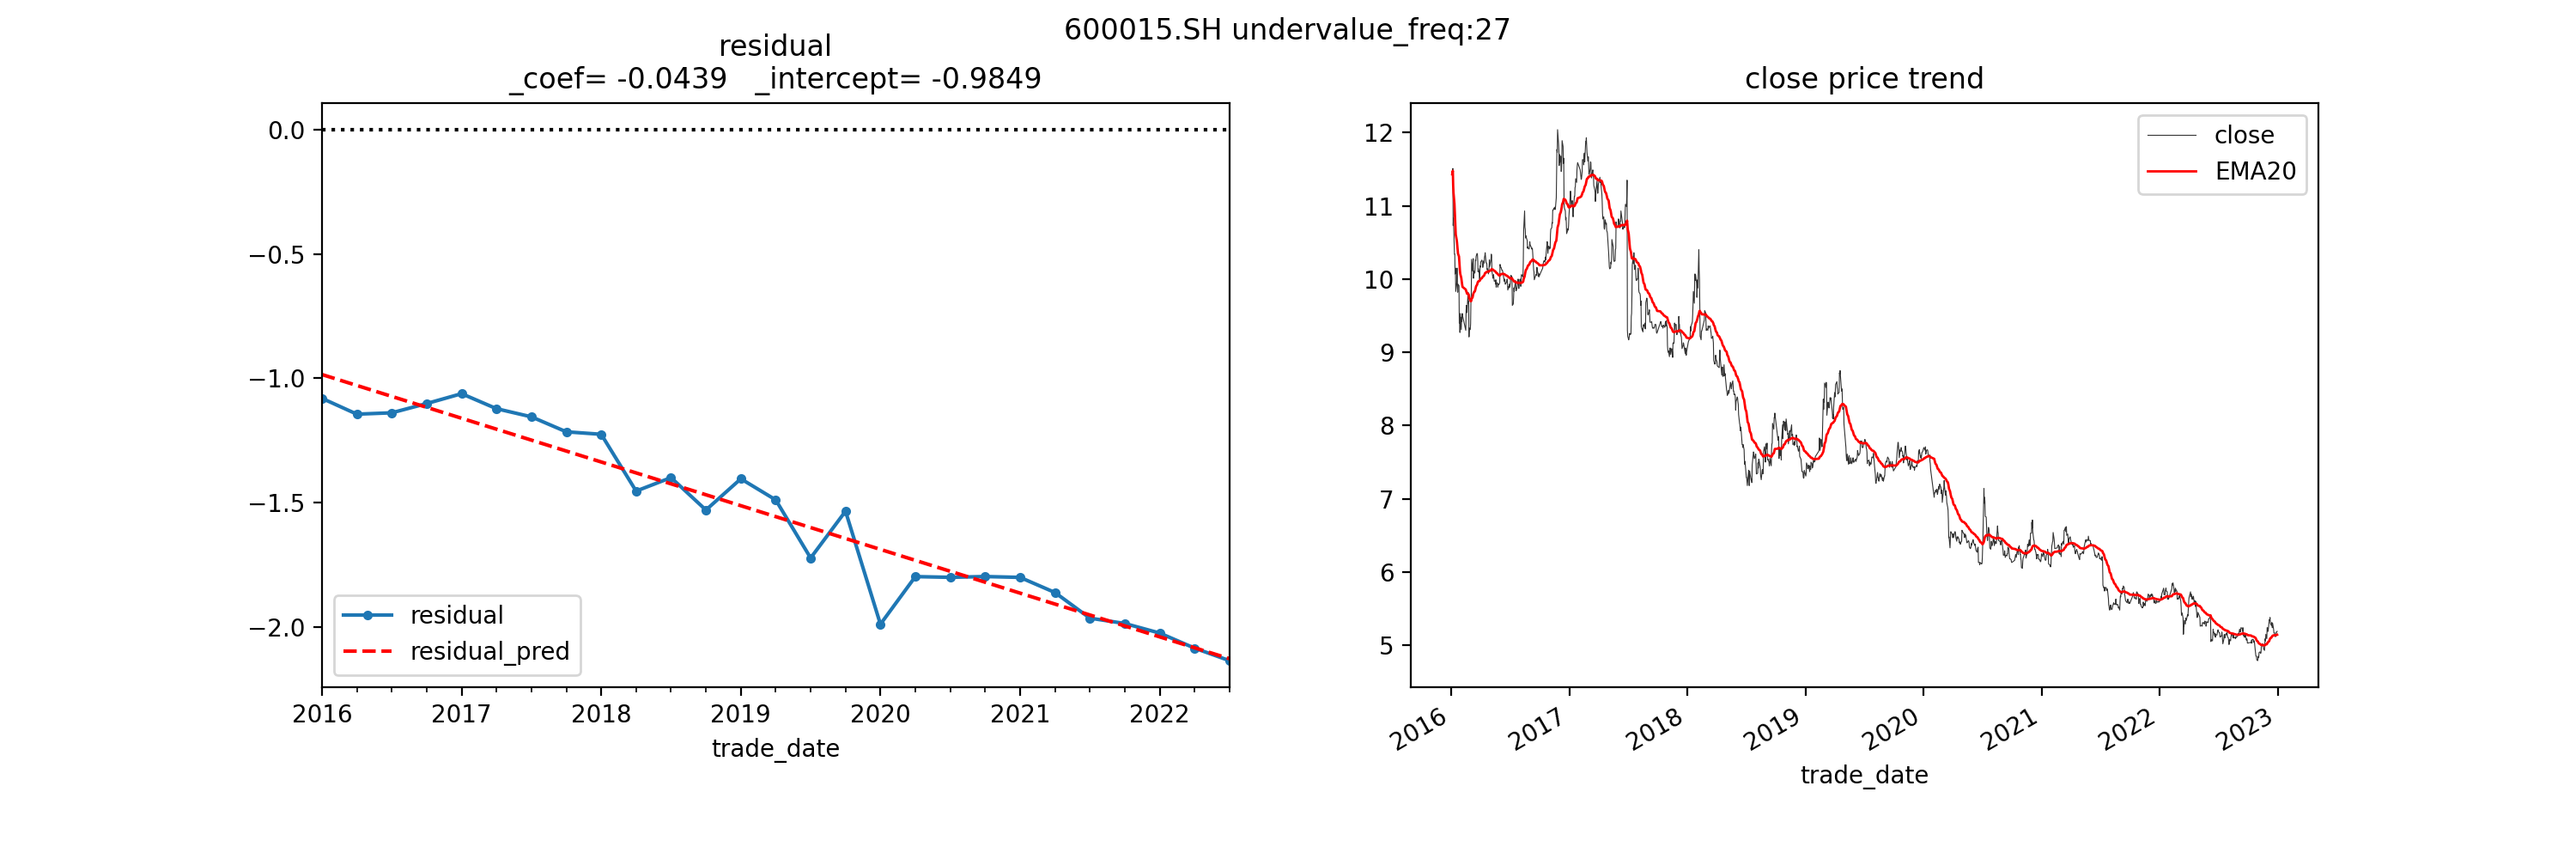 600015.SH undervalue_freq:27
residual
_coef= -0.0439   _intercept= -0.9849
0.0
−0.5
−1.0
−1.5
−2.0
residual
residual_pred
2016 2017 2018 2019 2020 2021 2022
trade_date
close price trend
12
11
10
9
8
7
6
5
close
EMA20
2016 2017 2018 2019 2020 2021 2022 2023
trade_date